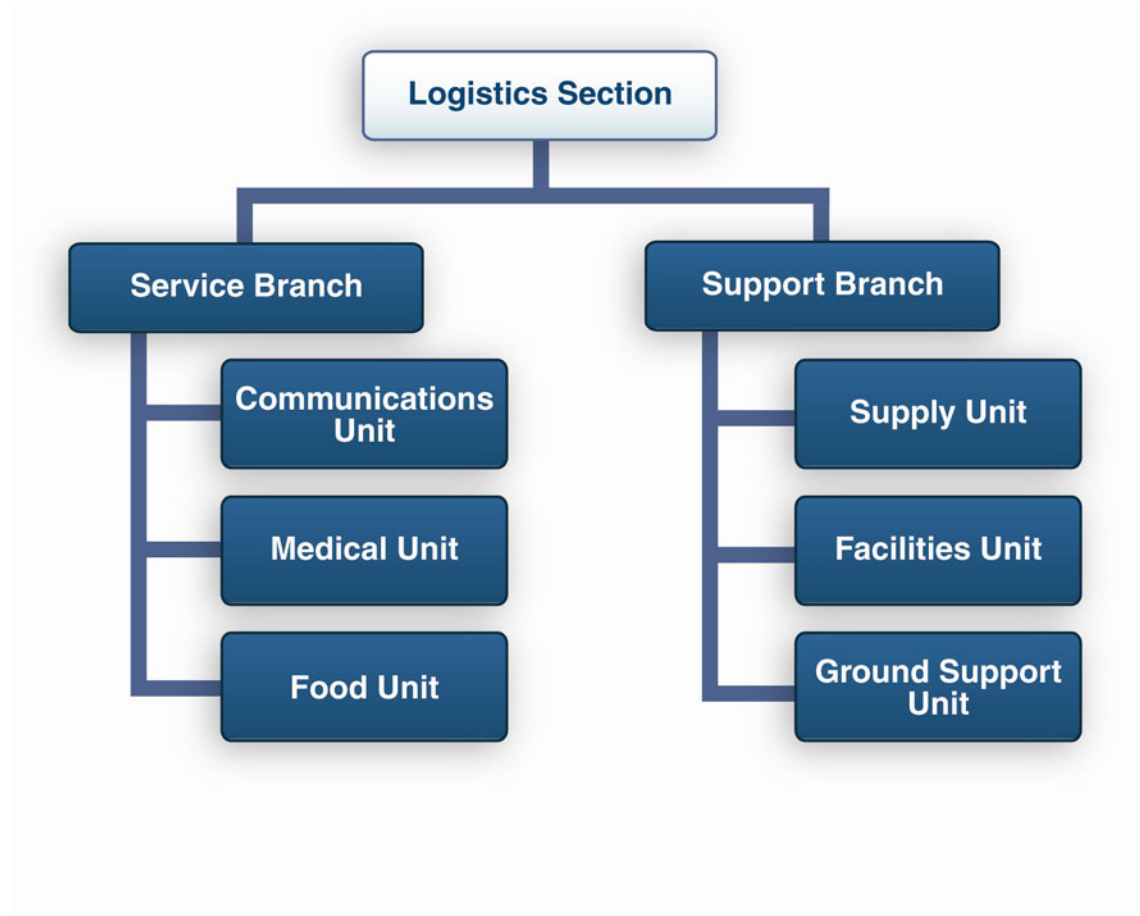 Logistics Section
Service Branch
Communications
Unit
Medical Unit
Food Unit
Support Branch
Supply Unit
Facilities Unit
Ground Support
Unit